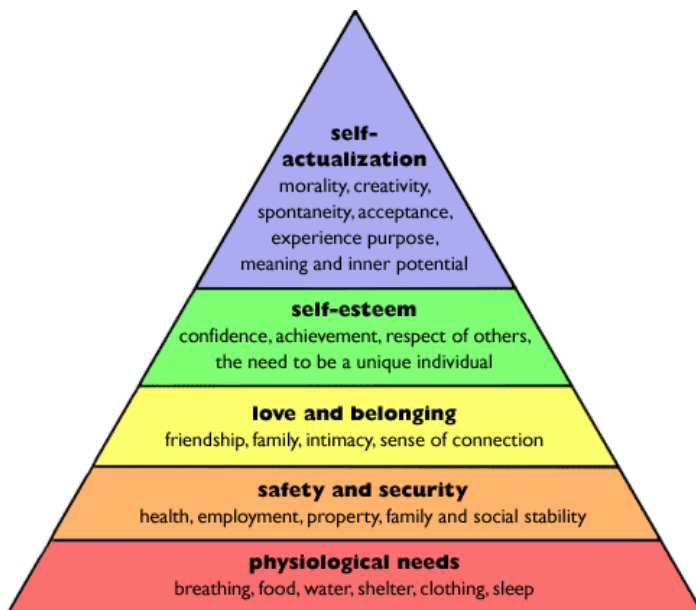 self-
actualization
morality, creativity,
spontaneity, acceptance,
experience purpose,
meaning and inner potential
self-esteem
confidence, achievement, respect of others,
the need to be a unique individual
love and belonging
friendship, family, intimacy, sense of connection
safety and security
health, employment, property, family and social stability
physiological needs
breathing, food, water, shelter, clothing, sleep